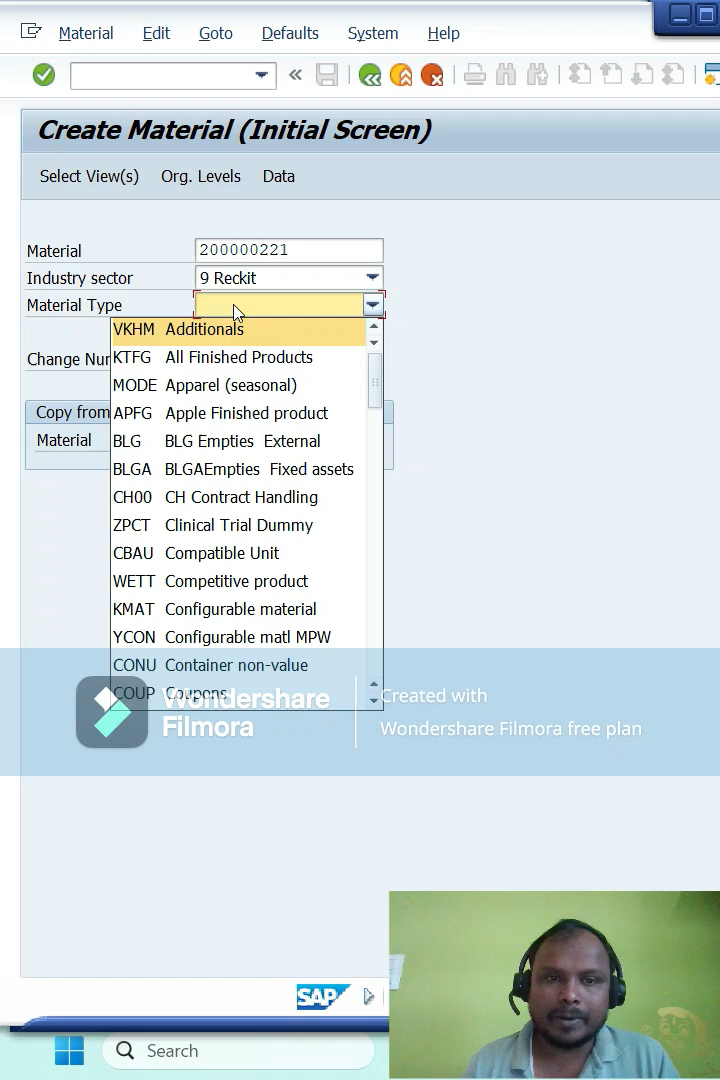 Material Edit Goto Defaults System Help
Create Material (Initial Screen)
Select View(s) Org. Levels Data
Material 200000221
Industry sector 9 Reckit
Material Type
VKHM Additionals
KTFG All Finished Products
Change Nur
MODE Apparel (seasonal)
APFG Apple Finished product
Copy from
BLG BLG Empties External
Material
BLGA BLGAEmpties Fixed assets
CH00 CH Contract Handling
ZPCT Clinical Trial Dummy
CBAU Compatible Unit
WETT Competitive product
KMAT Configurable material
YCON Configurable matl MPW
CONU Container non-value
COUP Coupons
Wondershare
Filmora
Created with
Wondershare Filmora free plan
SAP
Search